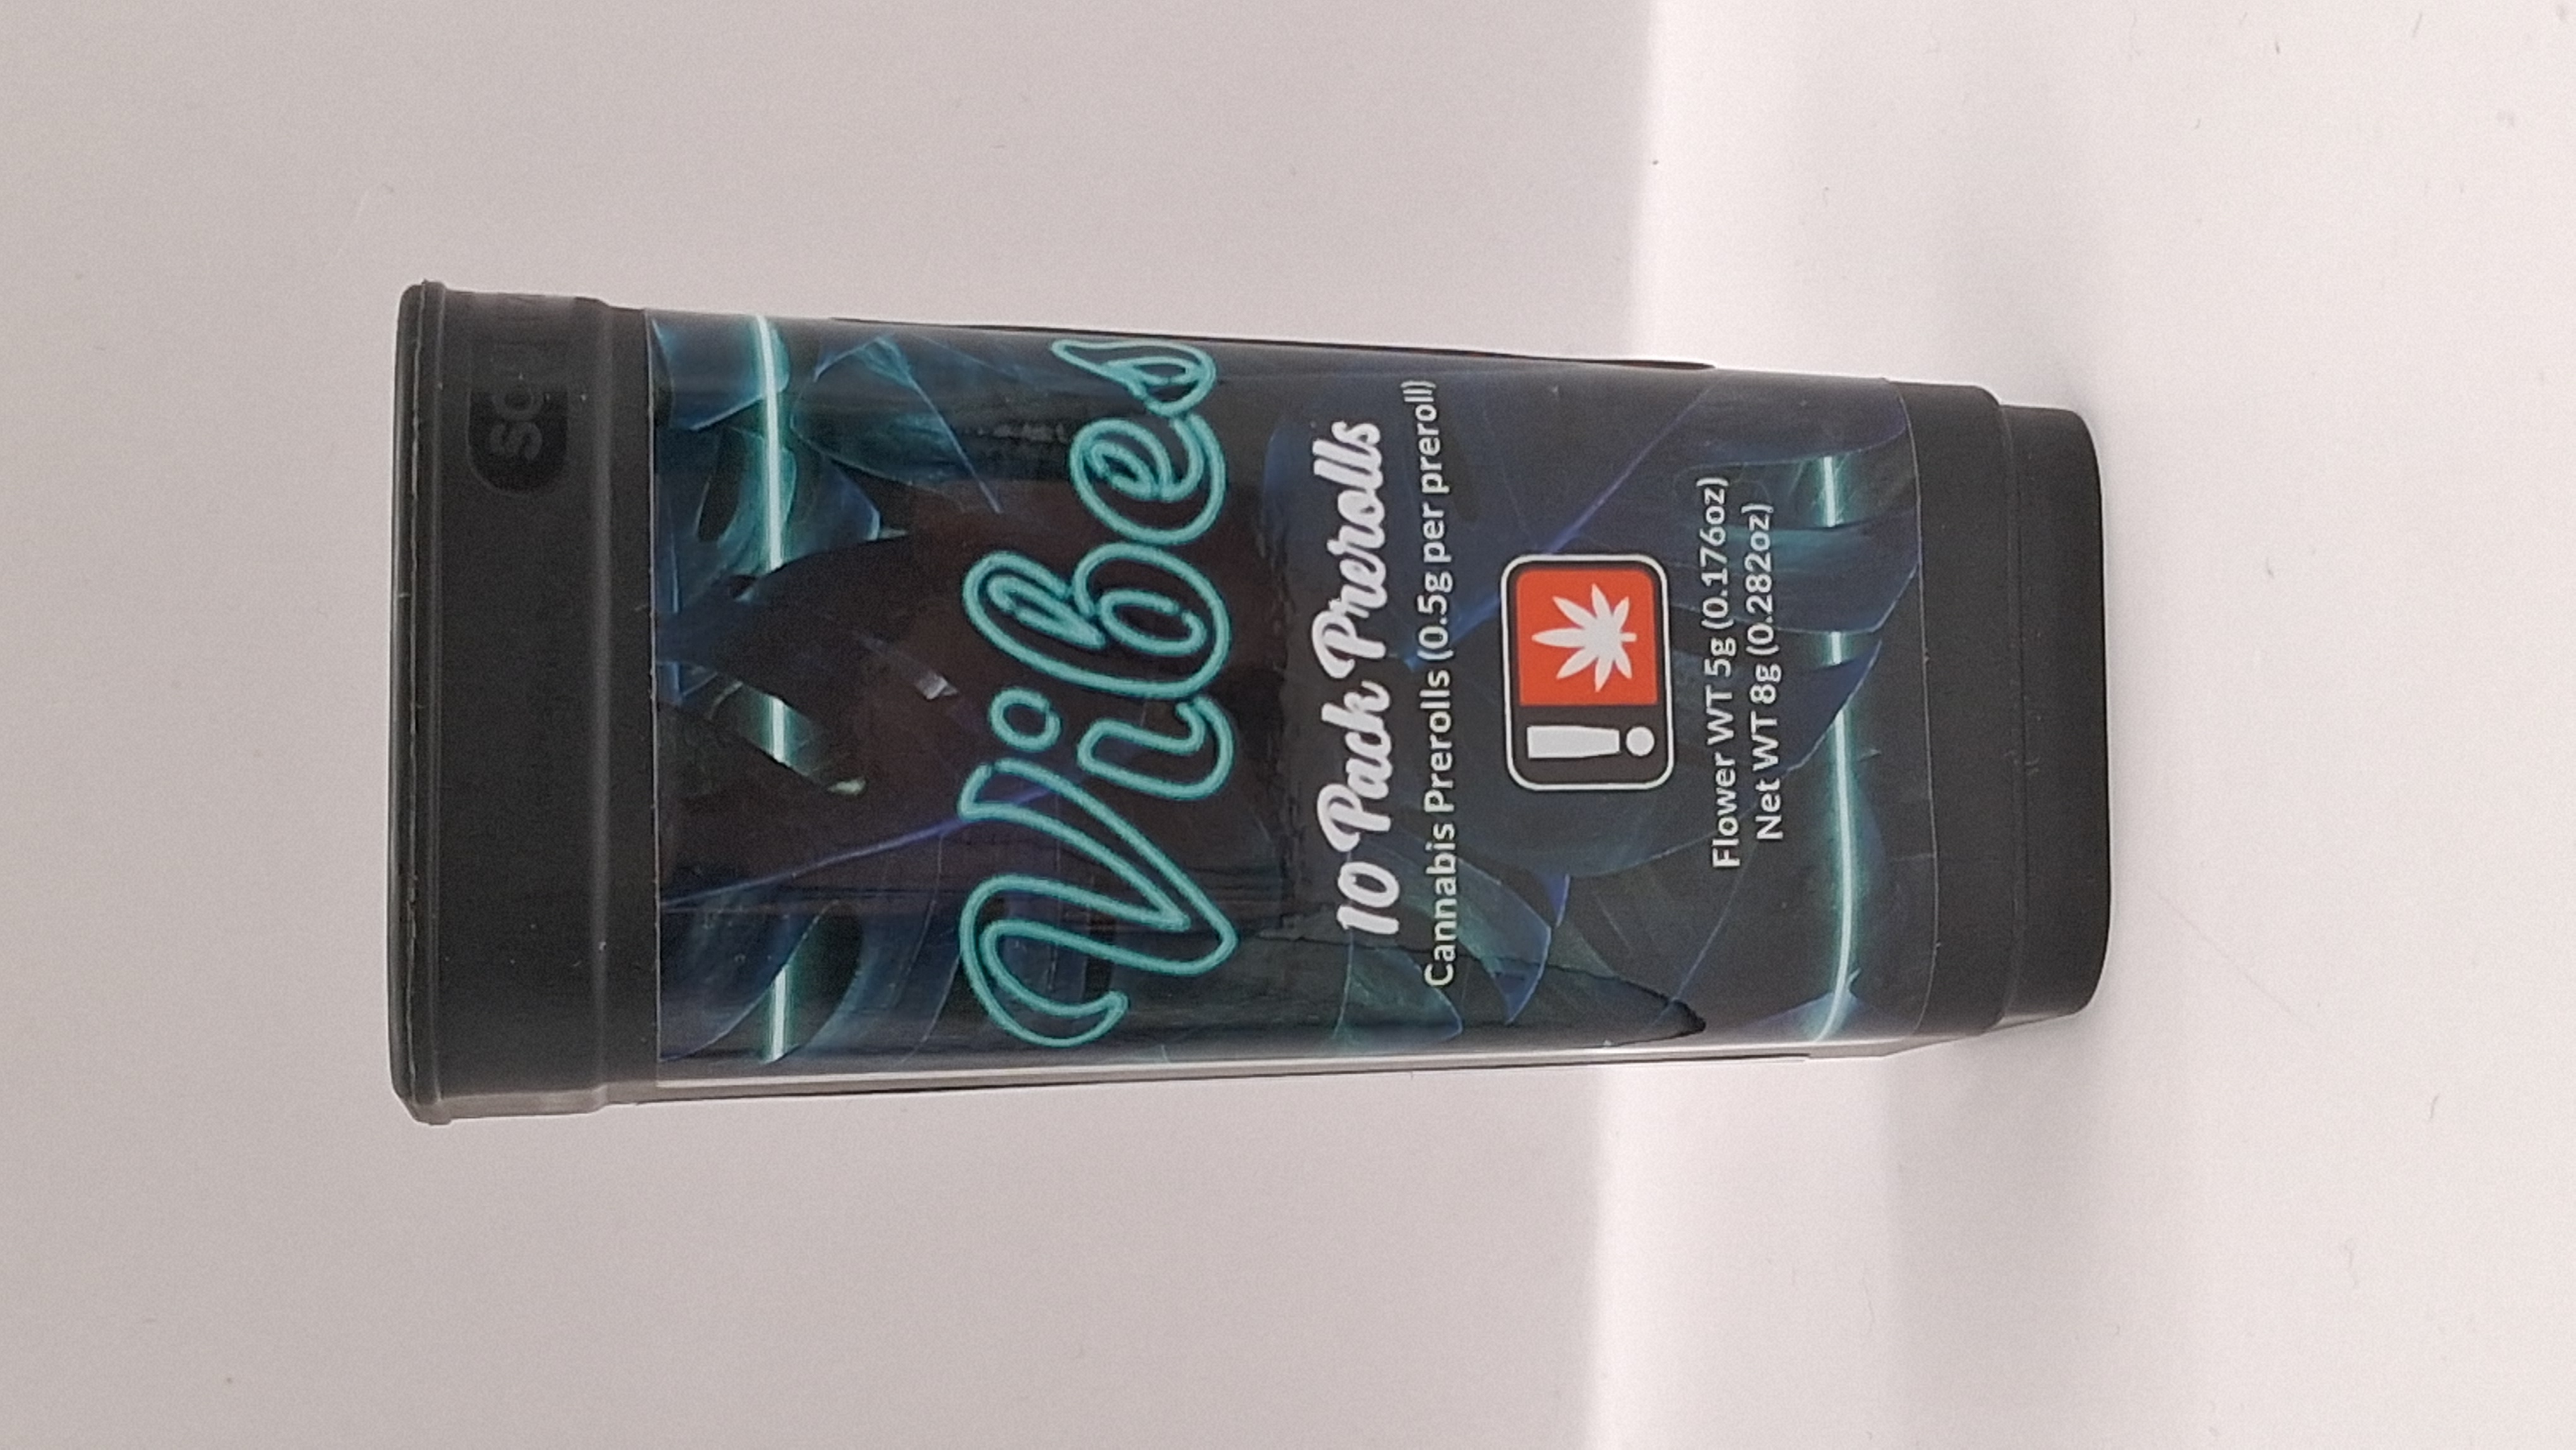 Vibes
10 Pack Prerolls
Cannabis Prerolls (0.5g per preroll)
Flower WT 5g (0.176oz)
Net WT 8g (0.282oz)